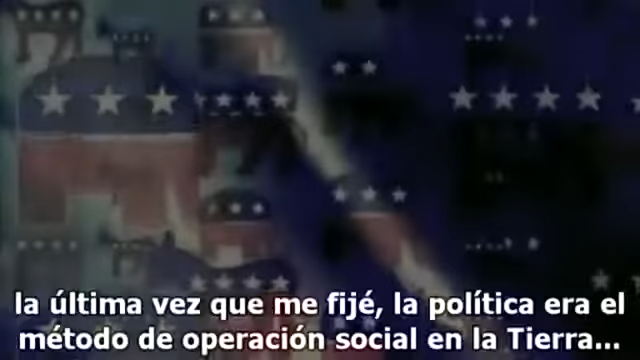 la última vez que me fijé, la política era el
método de operación social en la Tierra...